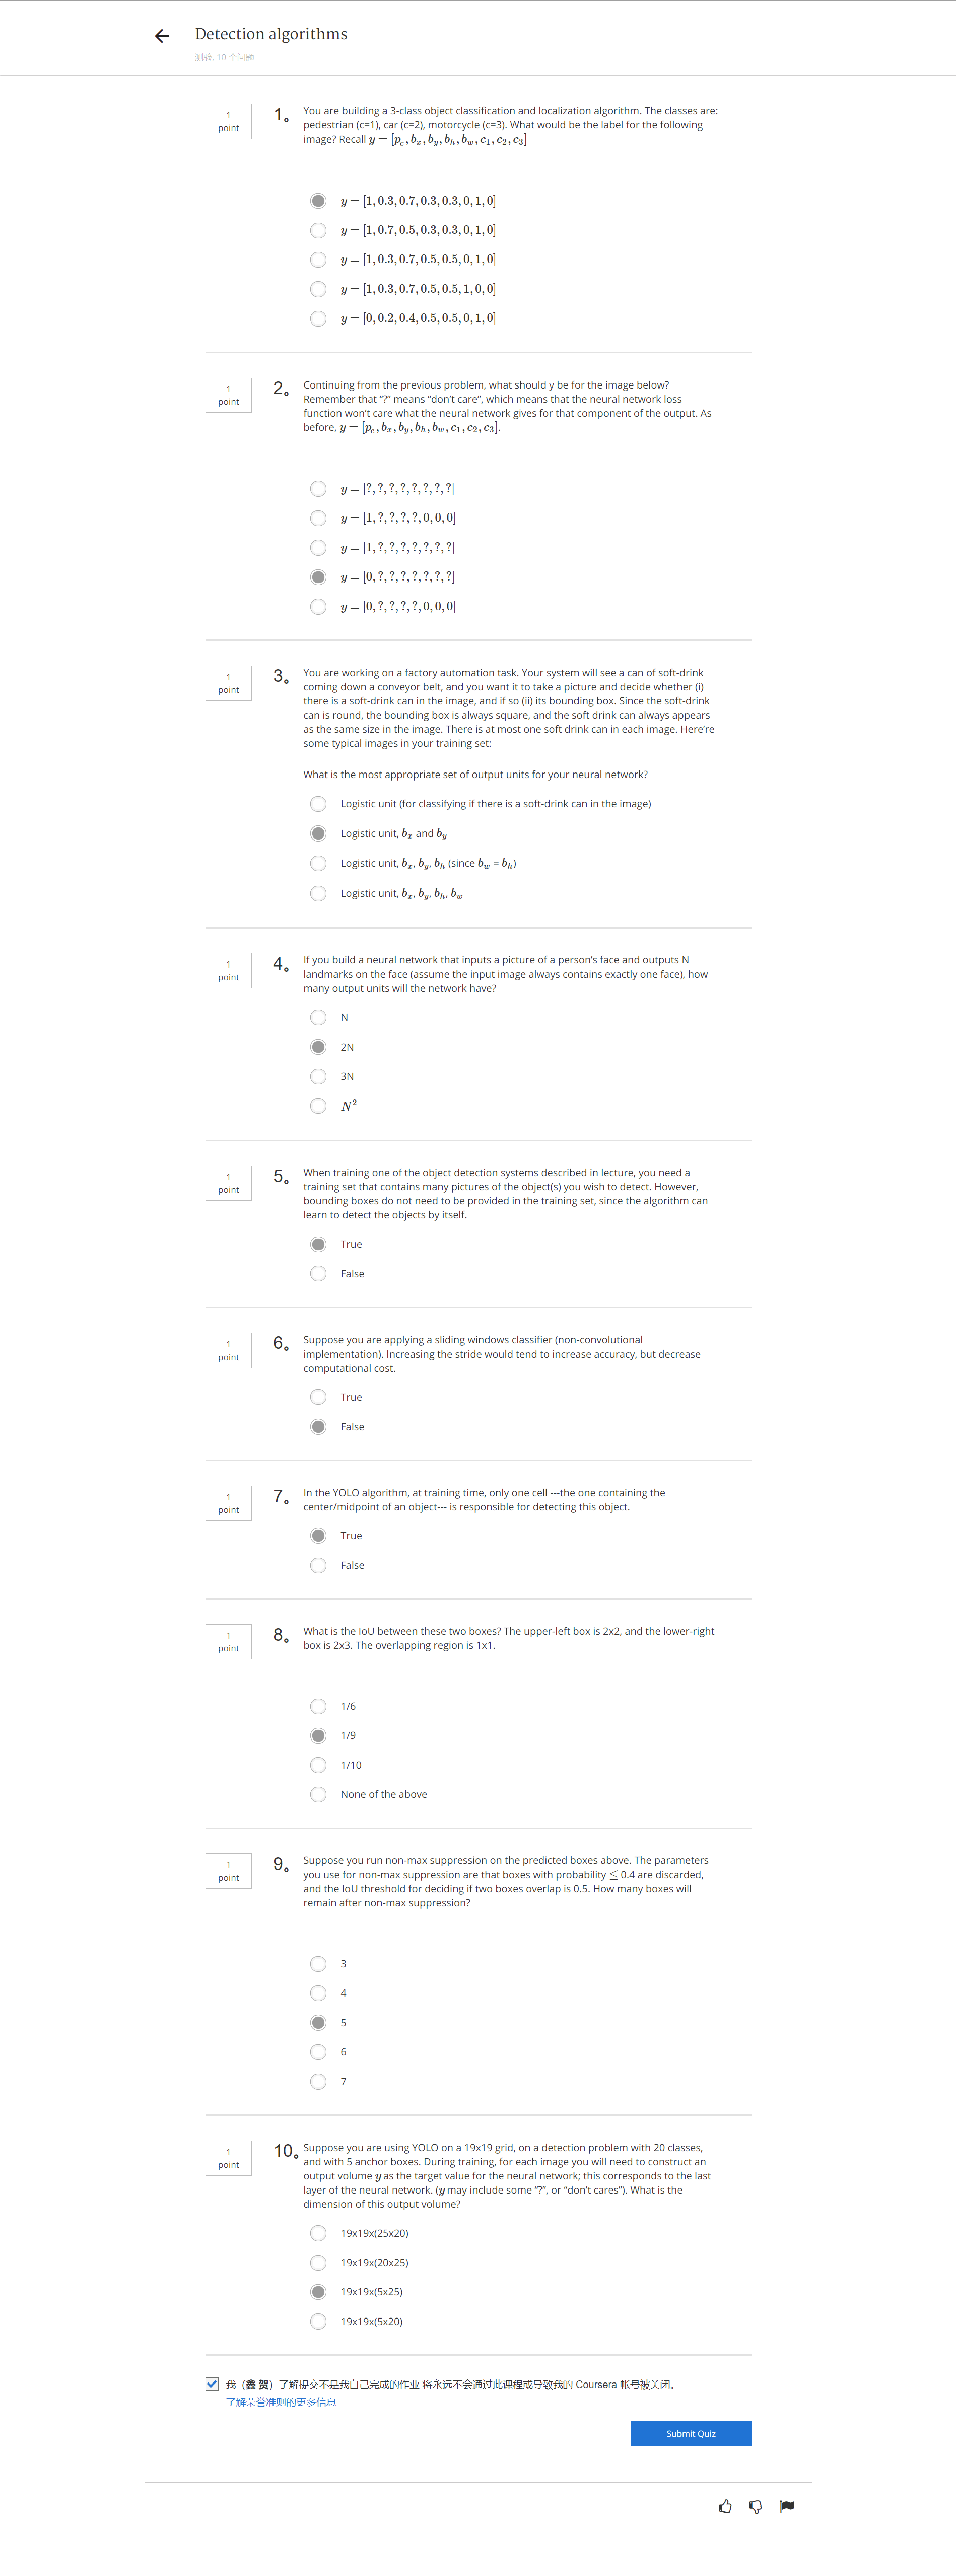 Detection algorithms
测验, 10 个问题
1
point
1。
You are building a 3-class object classification and localization algorithm. The classes are:
pedestrian (c=1), car (c=2), motorcycle (c=3). What would be the label for the following
image? Recall y = [p_c, b_x, b_y, b_h, b_w, c_1, c_2, c_3]
y = [1, 0.3, 0.7, 0.3, 0.3, 0, 1, 0]
y = [1, 0.7, 0.5, 0.3, 0.3, 0, 1, 0]
y = [1, 0.3, 0.7, 0.5, 0.5, 0, 1, 0]
y = [1, 0.3, 0.7, 0.5, 0.5, 1, 0, 0]
y = [0, 0.2, 0.4, 0.5, 0.5, 0, 1, 0]
1
point
2。
Continuing from the previous problem, what should y be for the image below?
Remember that “?” means “don’t care”, which means that the neural network loss
function won’t care what the neural network gives for that component of the output. As
before, y = [p_c, b_x, b_y, b_h, b_w, c_1, c_2, c_3].
y = [?, ?, ?, ?, ?, ?, ?, ?]
y = [1, ?, ?, ?, ?, 0, 0, 0]
y = [1, ?, ?, ?, ?, ?, ?, ?]
y = [0, ?, ?, ?, ?, ?, ?, ?]
y = [0, ?, ?, ?, ?, 0, 0, 0]
1
point
3。
You are working on a factory automation task. Your system will see a can of soft-drink
coming down a conveyor belt, and you want it to take a picture and decide whether (i)
there is a soft-drink can in the image, and if so (ii) its bounding box. Since the soft-drink
can is round, the bounding box is always square, and the soft drink can always appears
as the same size in the image. There is at most one soft drink can in each image. Here’re
some typical images in your training set:
What is the most appropriate set of output units for your neural network?
Logistic unit (for classifying if there is a soft-drink can in the image)
Logistic unit, b_x and b_y
Logistic unit, b_x, b_y, b_h (since b_w = b_h)
Logistic unit, b_x, b_y, b_h, b_w
1
point
4。
If you build a neural network that inputs a picture of a person’s face and outputs N
landmarks on the face (assume the input image always contains exactly one face), how
many output units will the network have?
N
2N
3N
N²
1
point
5。
When training one of the object detection systems described in lecture, you need a
training set that contains many pictures of the object(s) you wish to detect. However,
bounding boxes do not need to be provided in the training set, since the algorithm can
learn to detect the objects by itself.
True
False
1
point
6。
Suppose you are applying a sliding windows classifier (non-convolutional
implementation). Increasing the stride would tend to increase accuracy, but decrease
computational cost.
True
False
1
point
7。
In the YOLO algorithm, at training time, only one cell ---the one containing the
center/midpoint of an object--- is responsible for detecting this object.
True
False
1
point
8。
What is the IoU between these two boxes? The upper-left box is 2x2, and the lower-right
box is 2x3. The overlapping region is 1x1.
1/6
1/9
1/10
None of the above
1
point
9。
Suppose you run non-max suppression on the predicted boxes above. The parameters
you use for non-max suppression are that boxes with probability ≤ 0.4 are discarded,
and the IoU threshold for deciding if two boxes overlap is 0.5. How many boxes will
remain after non-max suppression?
3
4
5
6
7
1
point
10。
Suppose you are using YOLO on a 19x19 grid, on a detection problem with 20 classes,
and with 5 anchor boxes. During training, for each image you will need to construct an
output volume y as the target value for the neural network; this corresponds to the last
layer of the neural network. (y may include some “?”, or “don’t cares”). What is the
dimension of this output volume?
19x19x(25x20)
19x19x(20x25)
19x19x(5x25)
19x19x(5x20)
我（鑫 贺）了解提交不是我自己完成的作业 将永远不会通过此课程或导致我的 Coursera 帐号被关闭。
了解荣誉准则的更多信息
Submit Quiz